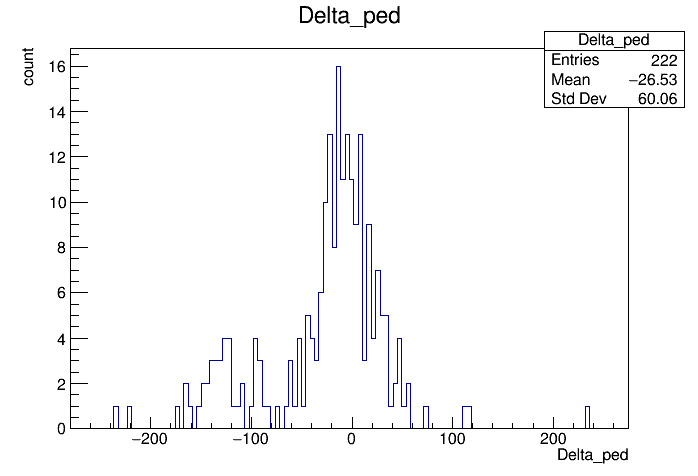 Delta_ped
count
Delta_ped
Entries 222
Mean −26.53
Std Dev 60.06
16
14
12
10
8
6
4
2
0
−200 −100 0 100 200
Delta_ped